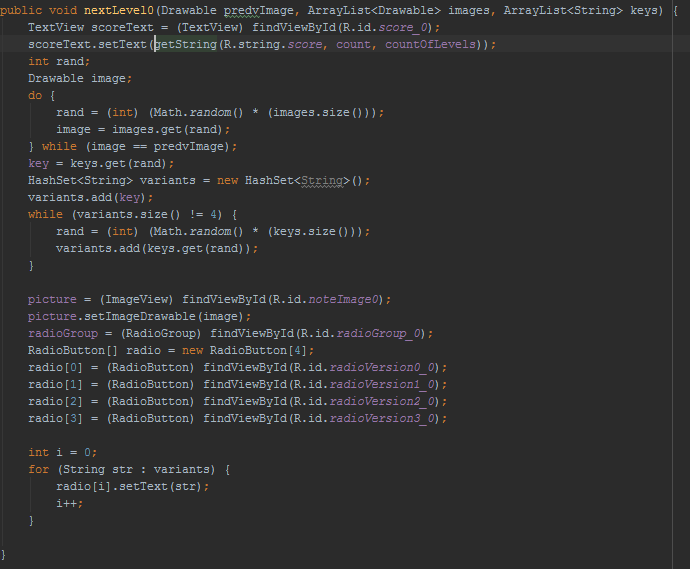 public void nextLevel0(Drawable predvImage, ArrayList<Drawable> images, ArrayList<String> keys) {
    TextView scoreText = (TextView) findViewById(R.id.score_0);
    scoreText.setText(getString(R.string.score, count, countOfLevels));
    int rand;
    Drawable image;
    do {
        rand = (int) (Math.random() * (images.size()));
        image = images.get(rand);
    } while (image == predvImage);
    key = keys.get(rand);
    HashSet<String> variants = new HashSet<String>();
    variants.add(key);
    while (variants.size() != 4) {
        rand = (int) (Math.random() * (keys.size()));
        variants.add(keys.get(rand));
    }

    picture = (ImageView) findViewById(R.id.noteImage0);
    picture.setImageDrawable(image);
    radioGroup = (RadioGroup) findViewById(R.id.radioGroup_0);
    RadioButton[] radio = new RadioButton[4];
    radio[0] = (RadioButton) findViewById(R.id.radioVersion0_0);
    radio[1] = (RadioButton) findViewById(R.id.radioVersion1_0);
    radio[2] = (RadioButton) findViewById(R.id.radioVersion2_0);
    radio[3] = (RadioButton) findViewById(R.id.radioVersion3_0);

    int i = 0;
    for (String str : variants) {
        radio[i].setText(str);
        i++;
    }

}